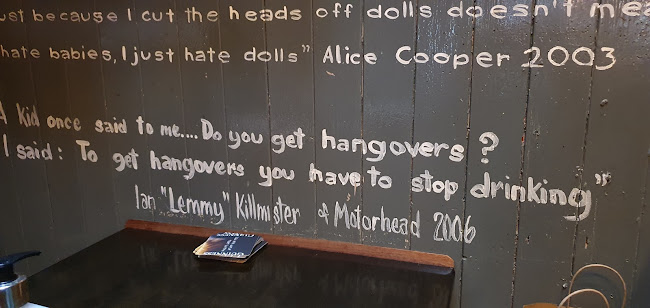 ust because I cut the heads off dolls doesn't mea
hate babies, I just hate dolls" Alice Cooper 2003
A kid once said to me.... Do you get hangovers?
I said: To get hangovers you have to stop drinking"
Ian "Lemmy" Killmister of Motorhead 2006
GUINNESS